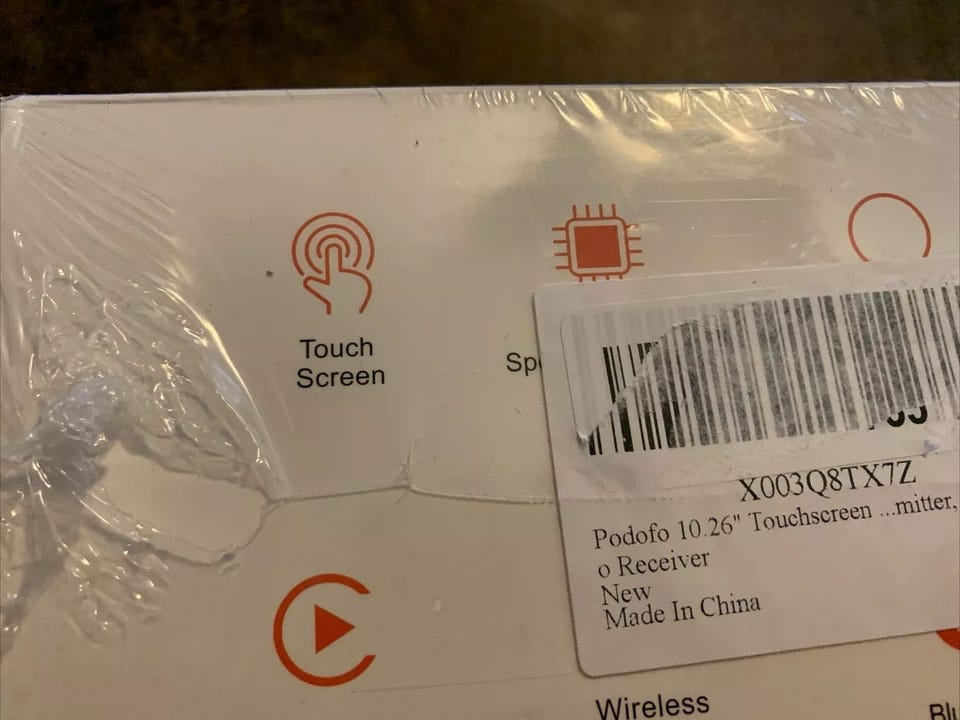 Touch
Screen
X003Q8TX7Z
Podofo 10.26" Touchscreen ...mitter,
o Receiver
New
Made In China
Wireless